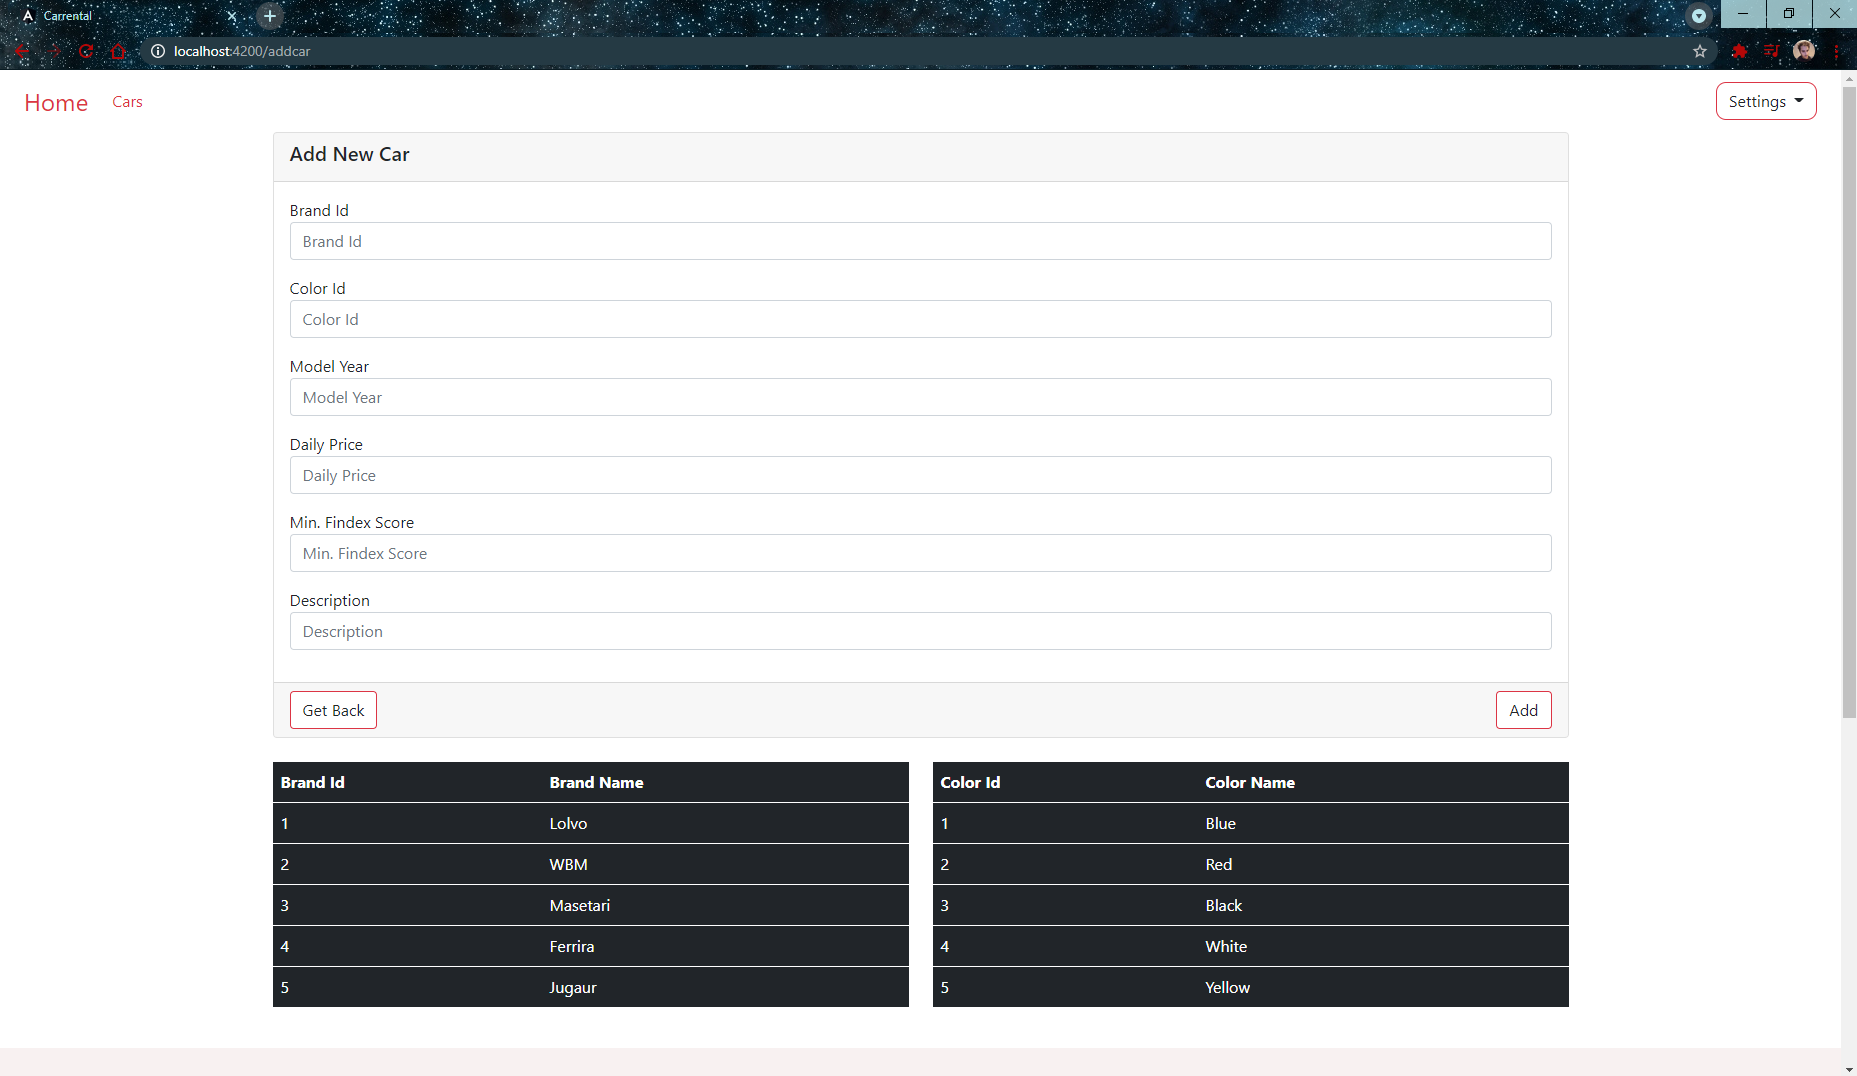 Carrental
localhost:4200/addcar
Home Cars Settings
Add New Car
Brand Id
Brand Id
Color Id
Color Id
Model Year
Model Year
Daily Price
Daily Price
Min. Findex Score
Min. Findex Score
Description
Description
Get Back Add
Brand Id Brand Name
1 Lolvo
2 WBM
3 Masetari
4 Ferrira
5 Jugaur
Color Id Color Name
1 Blue
2 Red
3 Black
4 White
5 Yellow